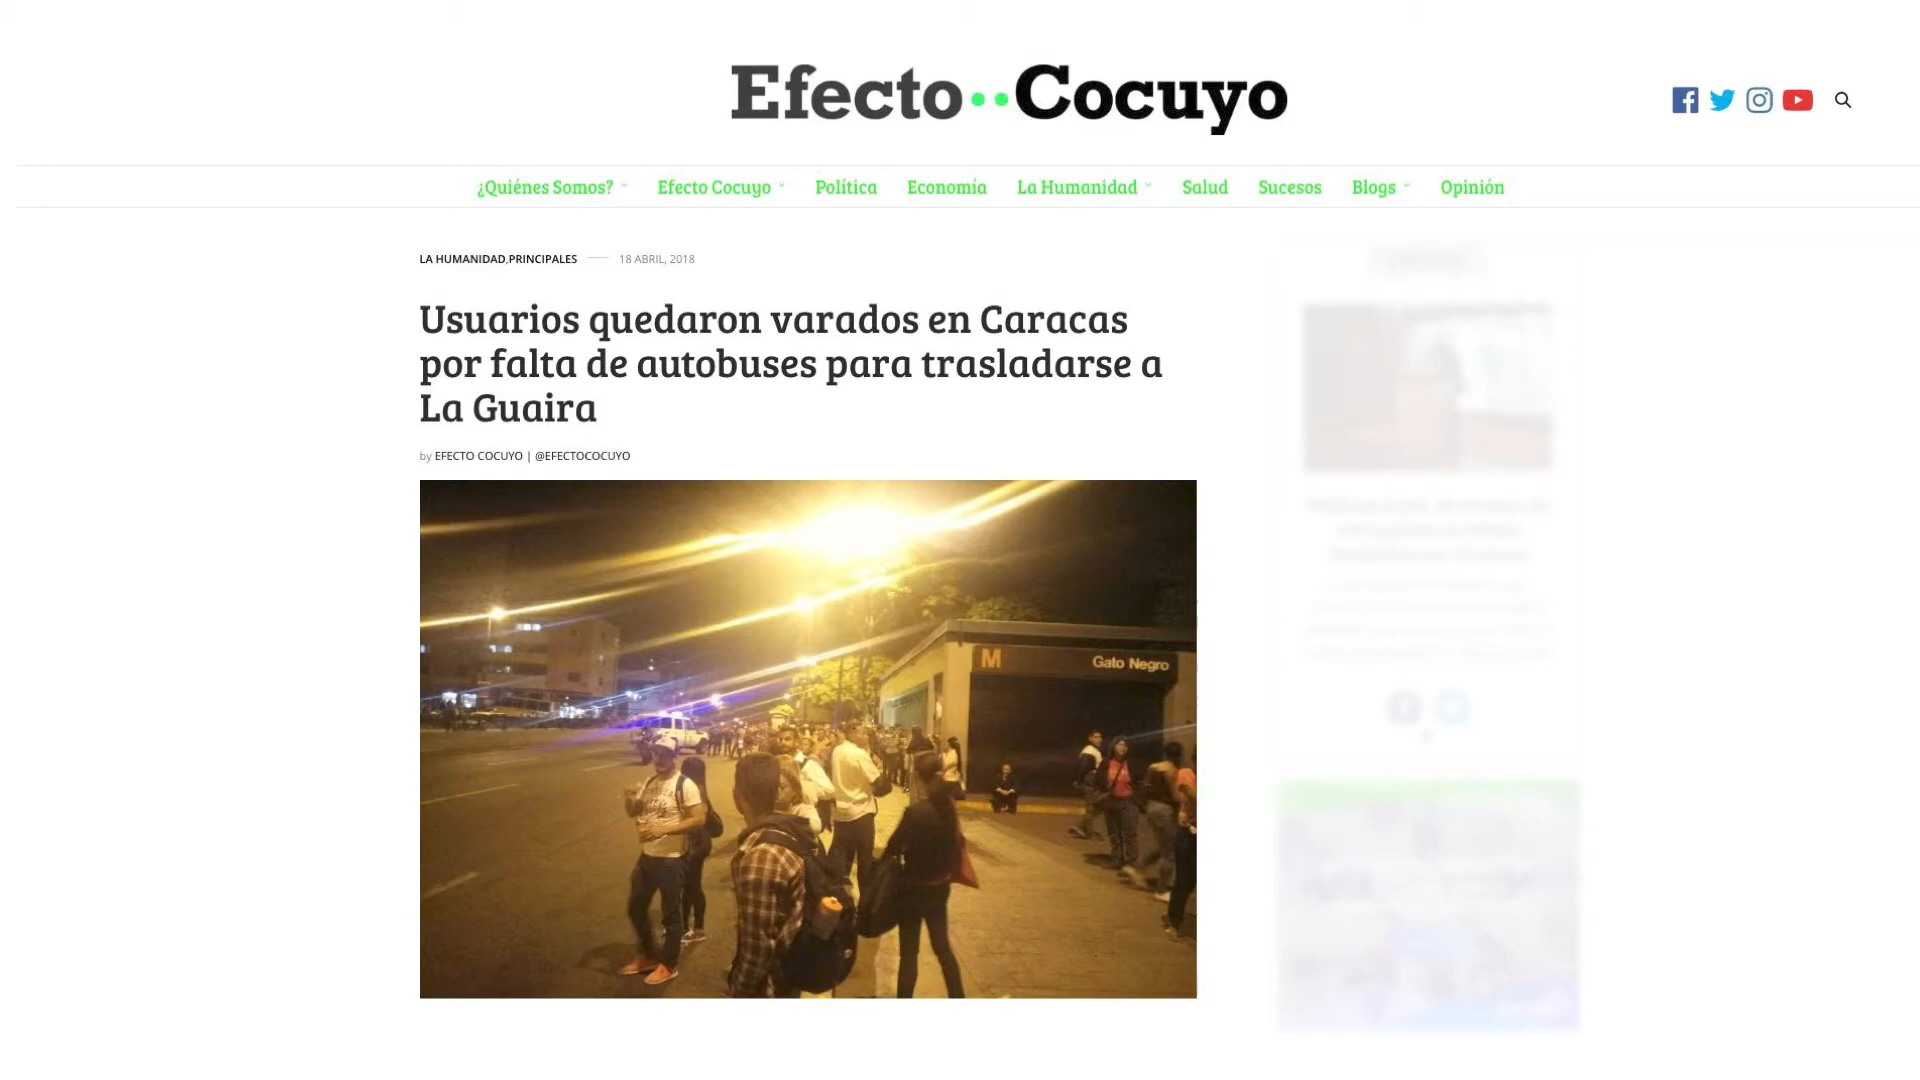 Efecto Cocuyo
¿Quiénes Somos? Efecto Cocuyo Política Economía La Humanidad Salud Sucesos Blogs Opinión
LA HUMANIDAD,PRINCIPALES 18 ABRIL, 2018
Usuarios quedaron varados en Caracas
por falta de autobuses para trasladarse a
La Guaira
by EFECTO COCUYO | @EFECTOCOCUYO
M Gato Negro